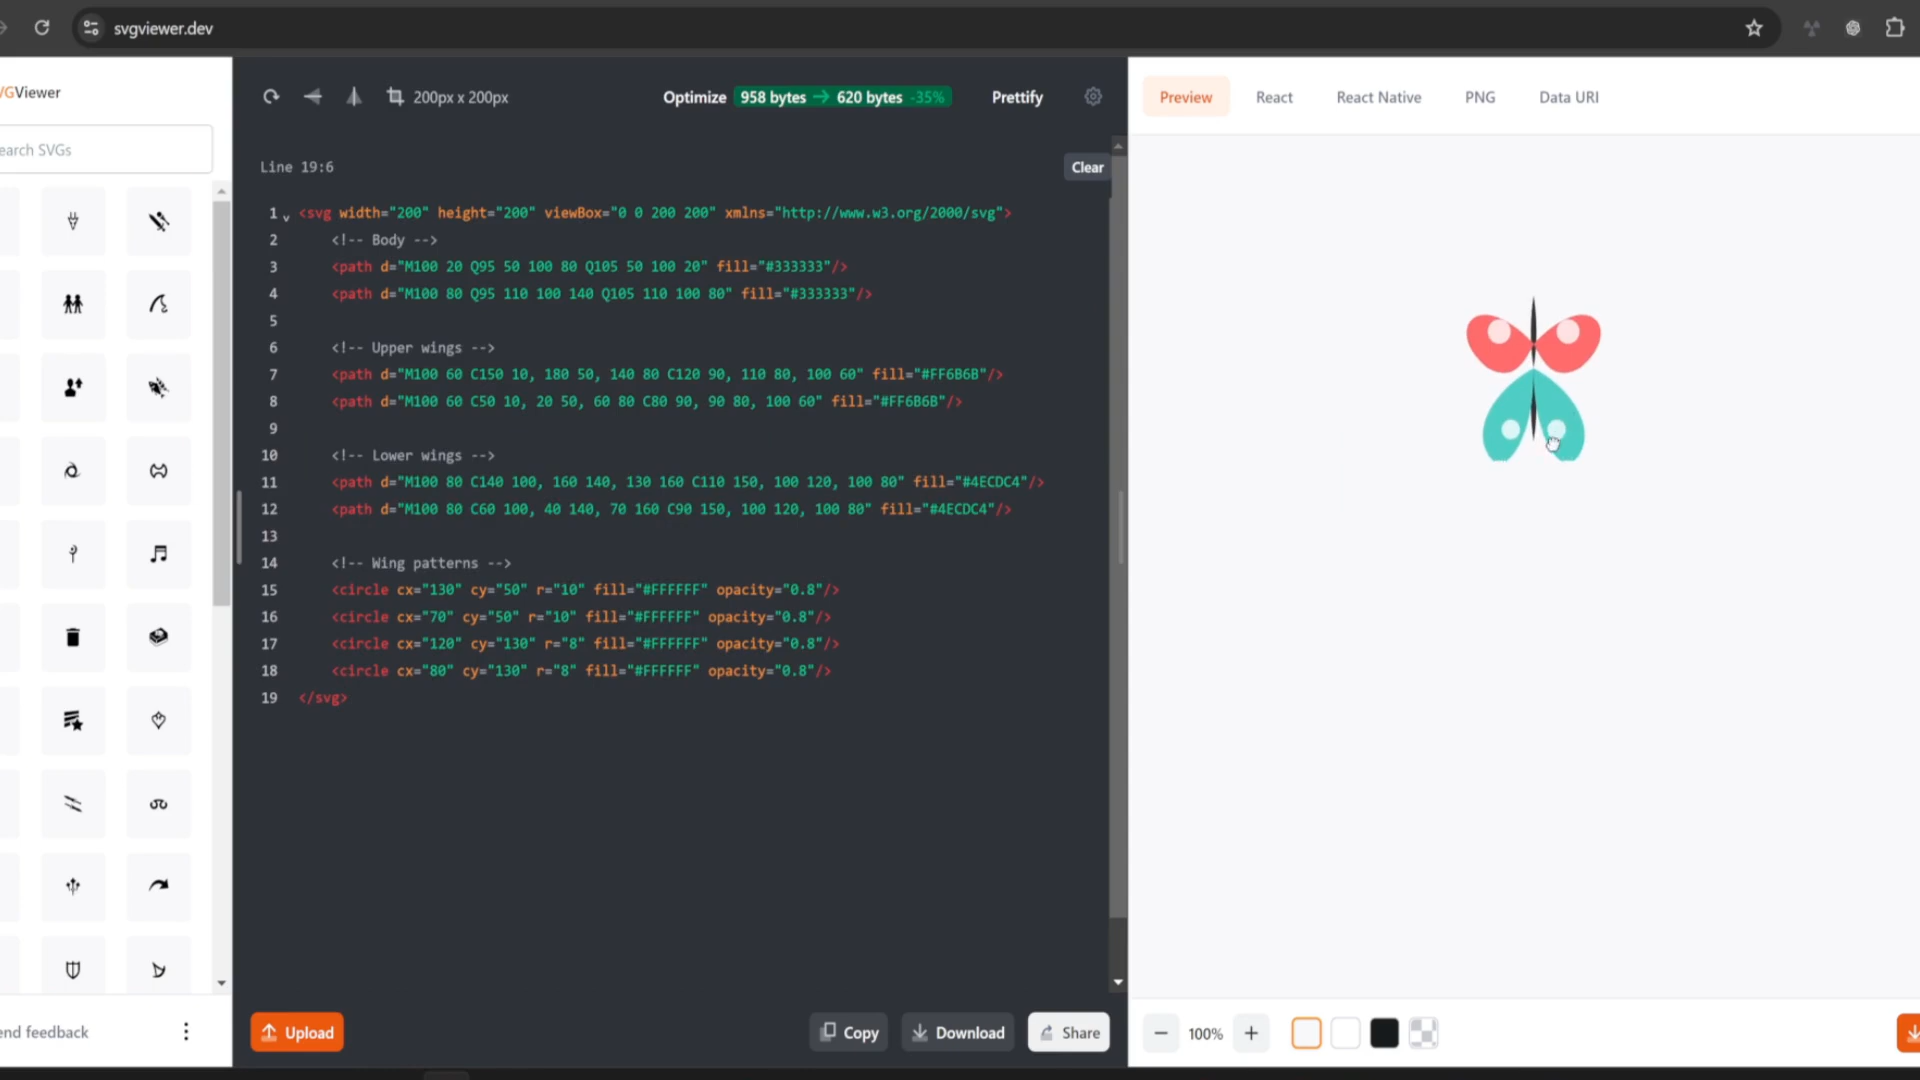 svgviewer.dev
VGViewer
earch SVGs
end feedback
200px x 200px
Optimize 958 bytes → 620 bytes -35%
Prettify
Line 19:6
Clear
1 <svg width="200" height="200" viewBox="0 0 200 200" xmlns="http://www.w3.org/2000/svg">
2 <!-- Body -->
3 <path d="M100 20 Q95 50 100 80 Q105 50 100 20" fill="#333333"/>
4 <path d="M100 80 Q95 110 100 140 Q105 110 100 80" fill="#333333"/>
5
6 <!-- Upper wings -->
7 <path d="M100 60 C150 10, 180 50, 140 80 C120 90, 110 80, 100 60" fill="#FF6B6B"/>
8 <path d="M100 60 C50 10, 20 50, 60 80 C80 90, 90 80, 100 60" fill="#FF6B6B"/>
9
10 <!-- Lower wings -->
11 <path d="M100 80 C140 100, 160 140, 130 160 C110 150, 100 120, 100 80" fill="#4ECDC4"/>
12 <path d="M100 80 C60 100, 40 140, 70 160 C90 150, 100 120, 100 80" fill="#4ECDC4"/>
13
14 <!-- Wing patterns -->
15 <circle cx="130" cy="50" r="10" fill="#FFFFFF" opacity="0.8"/>
16 <circle cx="70" cy="50" r="10" fill="#FFFFFF" opacity="0.8"/>
17 <circle cx="120" cy="130" r="8" fill="#FFFFFF" opacity="0.8"/>
18 <circle cx="80" cy="130" r="8" fill="#FFFFFF" opacity="0.8"/>
19 </svg>
Upload
Copy
Download
Share
Preview
React
React Native
PNG
Data URI
100%